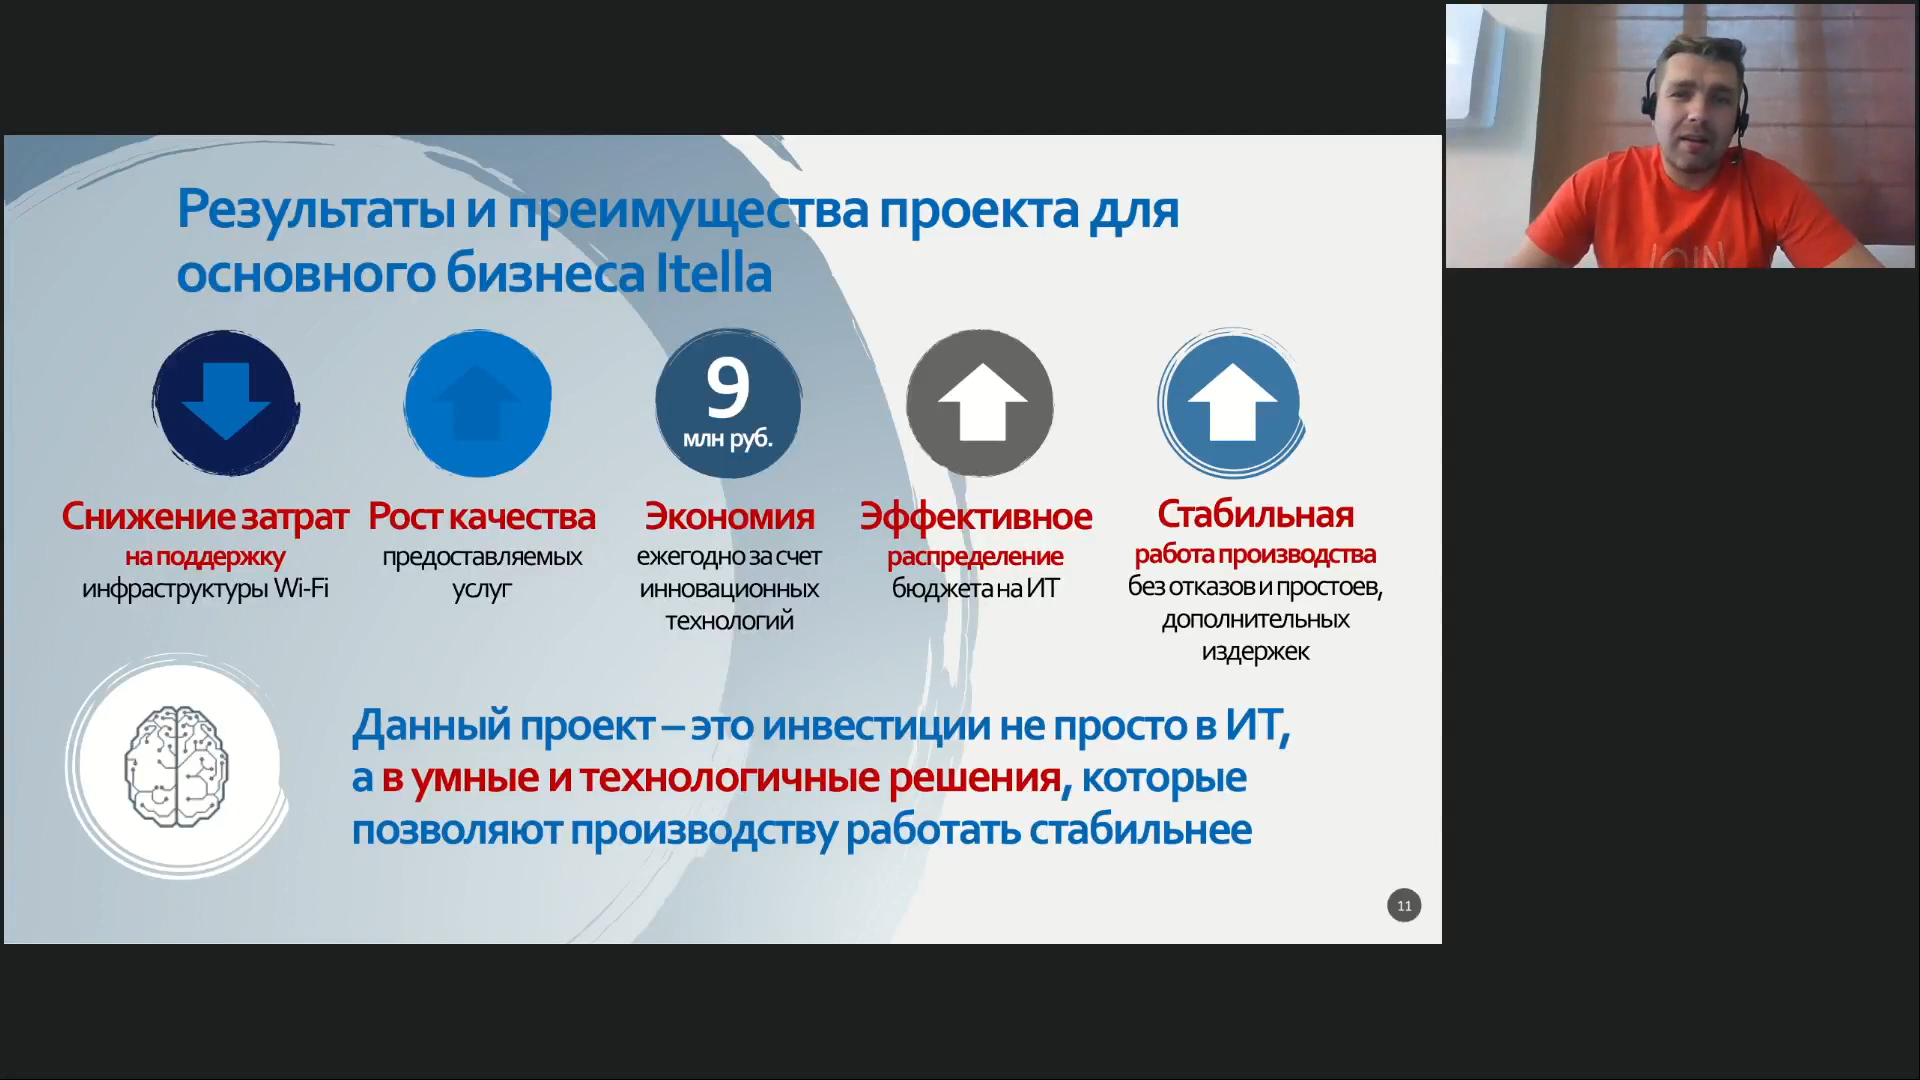 Результаты и преимущества проекта для
основного бизнеса Itella
9
млн руб.
Снижение затрат
на поддержку
инфраструктуры Wi-Fi
Рост качества
предоставляемых
услуг
Экономия
ежегодно за счет
инновационных
технологий
Эффективное
распределение
бюджета на ИТ
Стабильная
работа производства
без отказов и простоев,
дополнительных
издержек
Данный проект – это инвестиции не просто в ИТ,
а в умные и технологичные решения, которые
позволяют производству работать стабильнее
11
JOIN